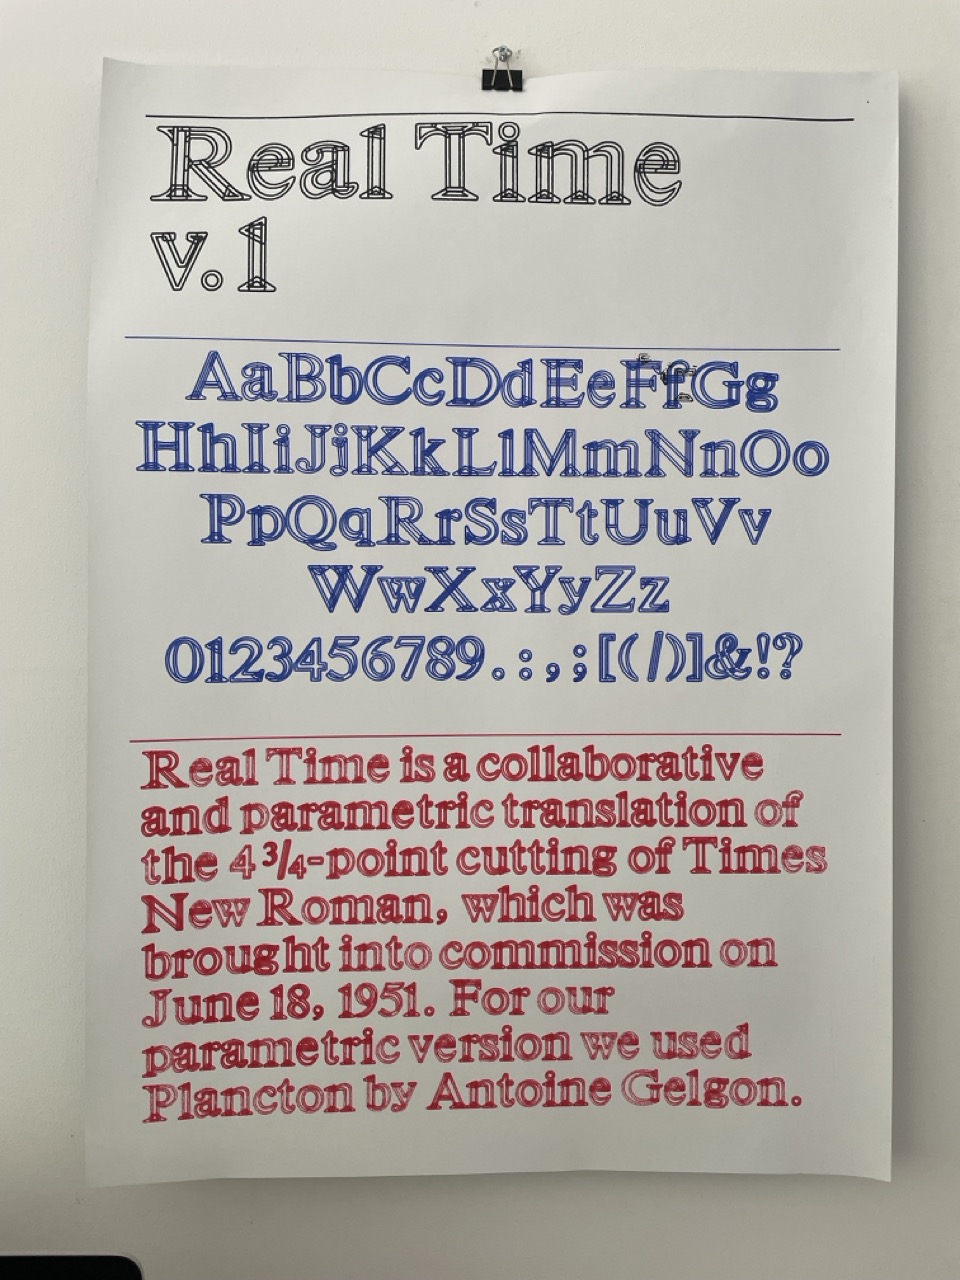 Real Time
v.1
AaBbCcDdEeFfGg
HhIiJjKkLlMmNnOo
PpQqRrSsTtUuVv
WwXxYyZz
0123456789.:,;[(/)]&!?
Real Time is a collaborative
and parametric translation of
the 4 3/4-point cutting of Times
New Roman, which was
brought into commission on
June 18, 1951. For our
parametric version we used
Plancton by Antoine Gelgon.